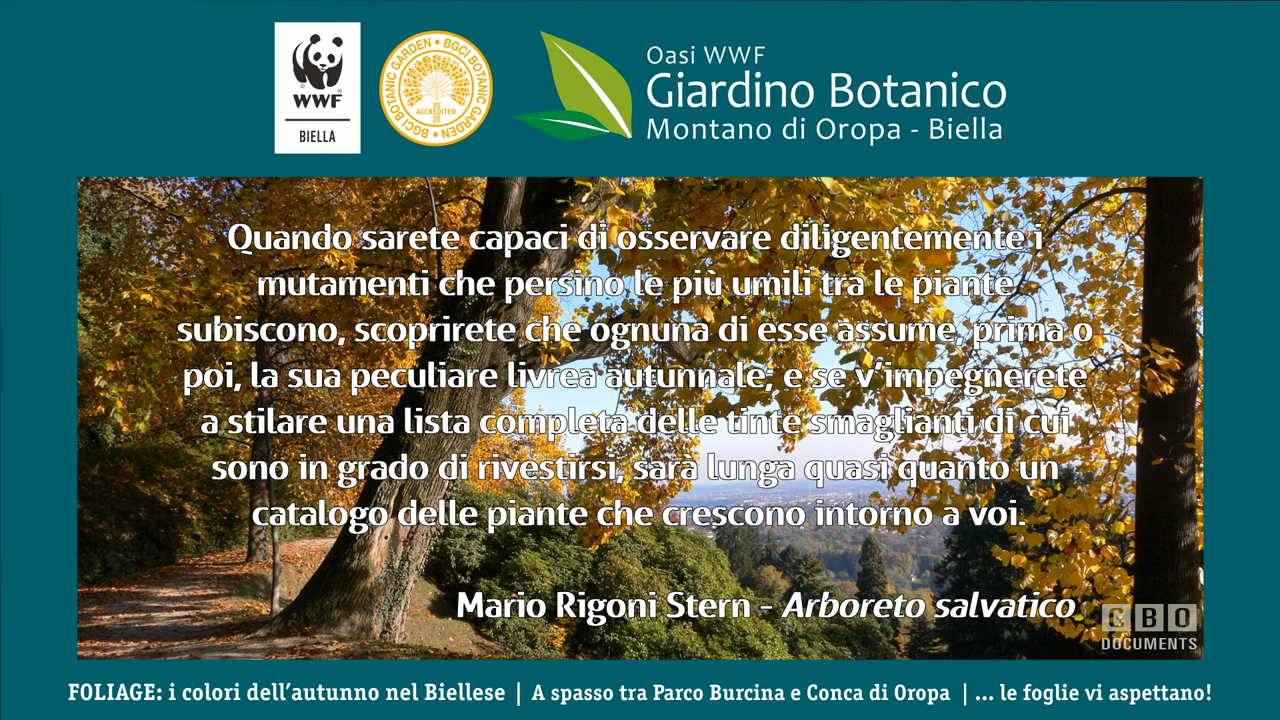 WWF
BIELLA
BGCI BOTANIC GARDEN • BGCI BOTANIC GARDEN •
ACCREDITED
Oasi WWF
Giardino Botanico
Montano di Oropa - Biella
Quando sarete capaci di osservare diligentemente i
mutamenti che persino le più umili tra le piante
subiscono, scoprirete che ognuna di esse assume, prima o
poi, la sua peculiare livrea autunnale; e se v’impegnerete
a stilare una lista completa delle tinte smaglianti di cui
sono in grado di rivestirsi, sarà lunga quasi quanto un
catalogo delle piante che crescono intorno a voi.
Mario Rigoni Stern - Arboreto salvatico
CBO
DOCUMENTS
FOLIAGE: i colori dell’autunno nel Biellese | A spasso tra Parco Burcina e Conca di Oropa | ... le foglie vi aspettano!